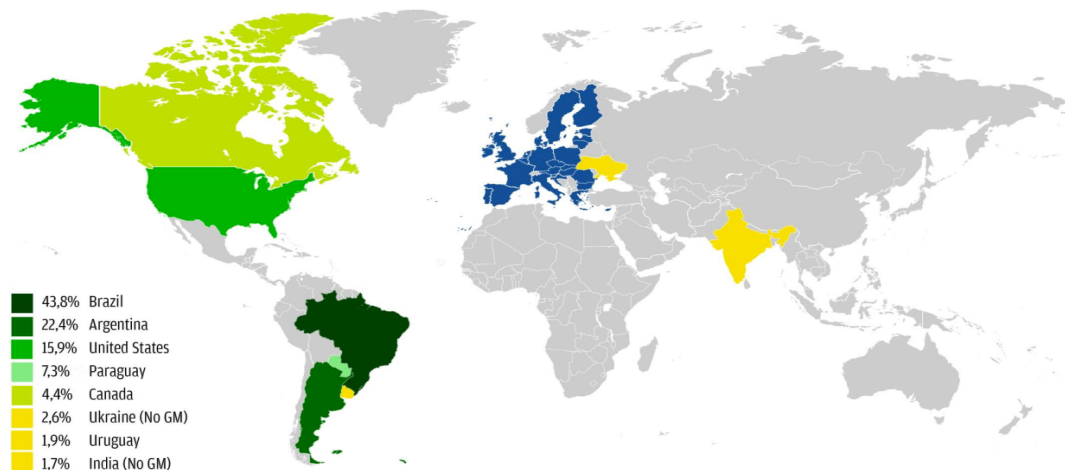 43,8% Brazil
22,4% Argentina
15,9% United States
7,3% Paraguay
4,4% Canada
2,6% Ukraine (No GM)
1,9% Uruguay
1,7% India (No GM)